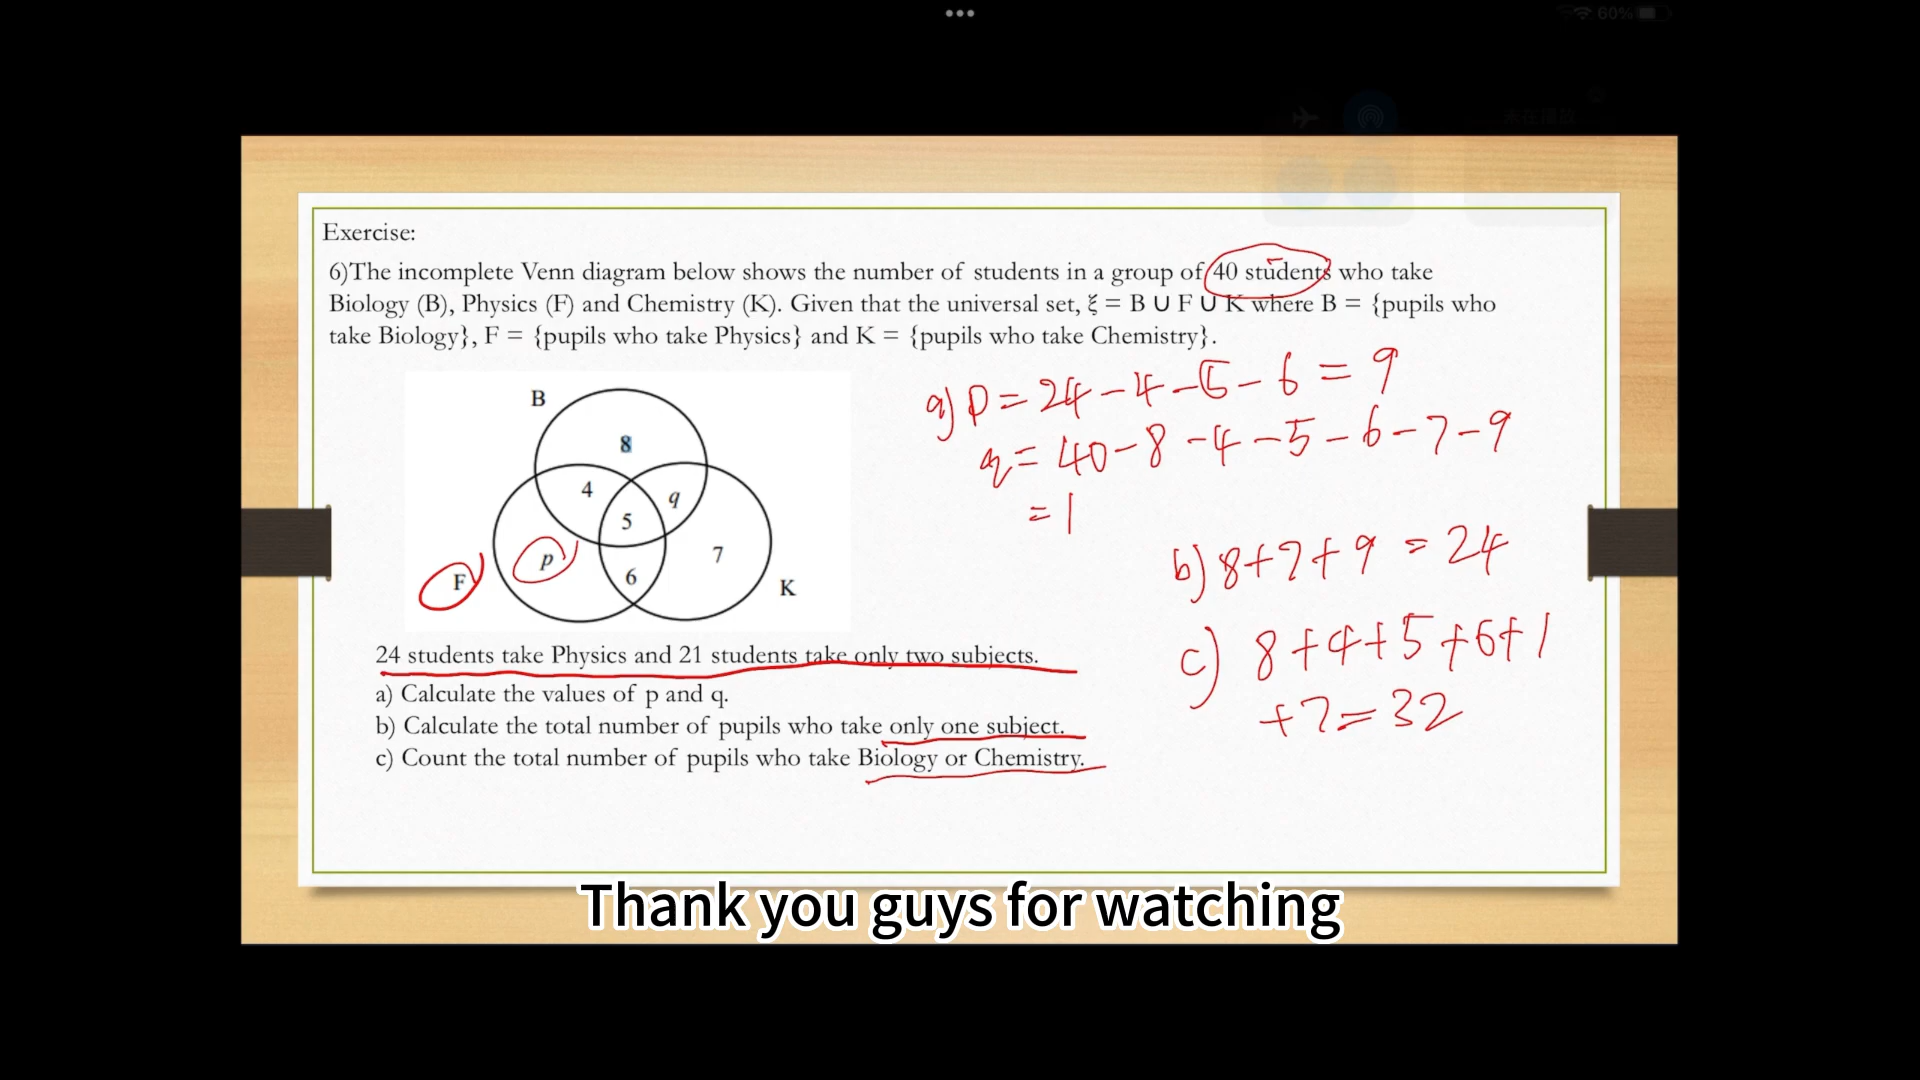 60%
未在播放
Exercise:
6)The incomplete Venn diagram below shows the number of students in a group of 40 students who take
Biology (B), Physics (F) and Chemistry (K). Given that the universal set, ξ = B ∪ F ∪ K where B = {pupils who
take Biology}, F = {pupils who take Physics} and K = {pupils who take Chemistry}.
B
8
4
q
5
p
7
6
F
K
a) p = 24 - 4 - 5 - 6 = 9
q = 40 - 8 - 4 - 5 - 6 - 7 - 9
= 1
b) 8 + 7 + 9 = 24
c) 8 + 4 + 5 + 6 + 1
+ 7 = 32
24 students take Physics and 21 students take only two subjects.
a) Calculate the values of p and q.
b) Calculate the total number of pupils who take only one subject.
c) Count the total number of pupils who take Biology or Chemistry.
Thank you guys for watching